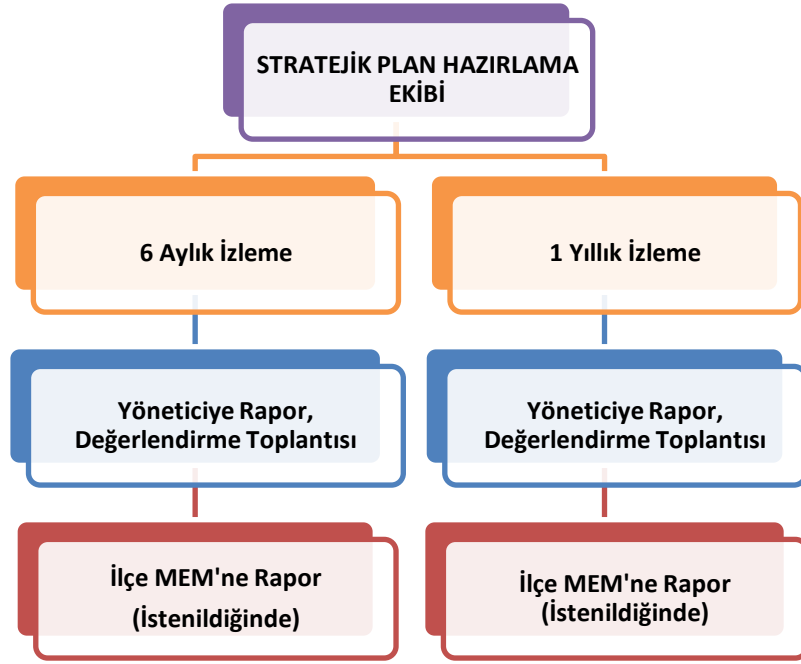 STRATEJİK PLAN HAZIRLAMA
EKİBİ
6 Aylık İzleme
1 Yıllık İzleme
Yöneticiye Rapor,
Değerlendirme Toplantısı
Yöneticiye Rapor,
Değerlendirme Toplantısı
İlçe MEM'ne Rapor
(İstenildiğinde)
İlçe MEM'ne Rapor
(İstenildiğinde)